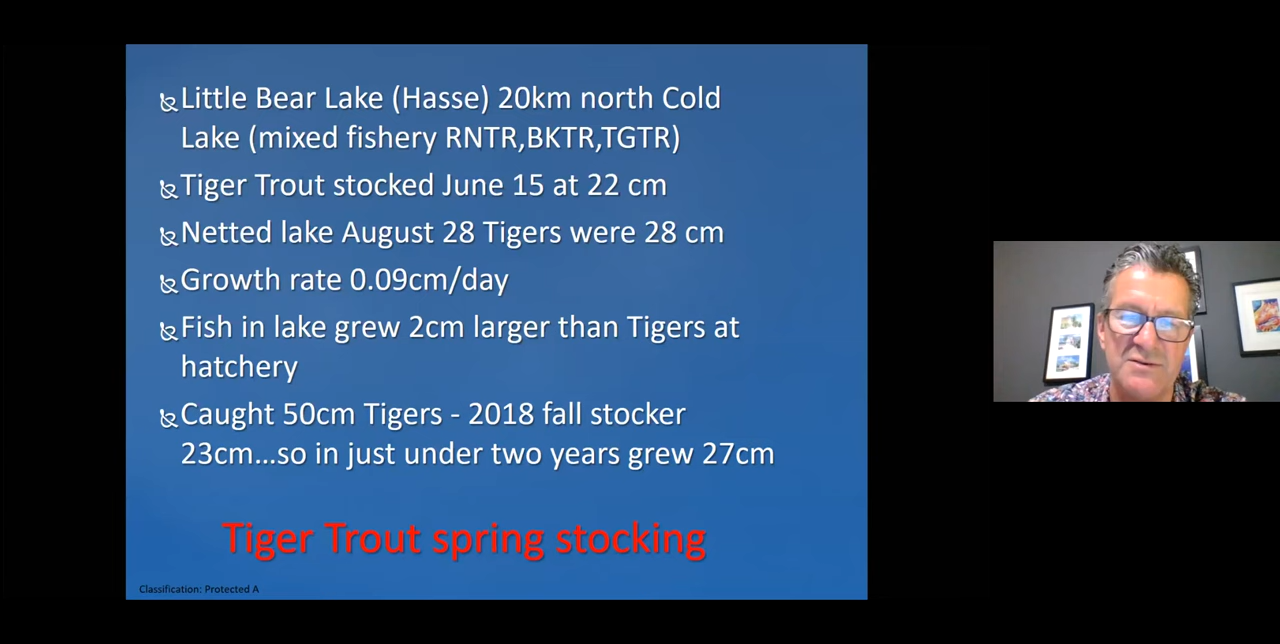 Little Bear Lake (Hasse) 20km north Cold
Lake (mixed fishery RNTR,BKTR,TGTR)
Tiger Trout stocked June 15 at 22 cm
Netted lake August 28 Tigers were 28 cm
Growth rate 0.09cm/day
Fish in lake grew 2cm larger than Tigers at
hatchery
Caught 50cm Tigers - 2018 fall stocker
23cm...so in just under two years grew 27cm
Tiger Trout spring stocking
Classification: Protected A